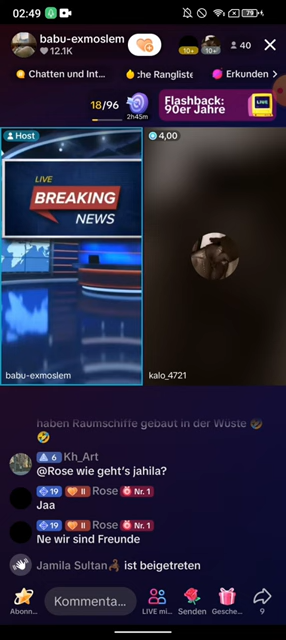 02:49
79
babu-exmoslem
12.1K
10+
10+
40
Chatten und Int...
:he Rangliste
Erkunden
18/96
2h45m
Flashback:
90er Jahre
LIVE
Host
4,00
LIVE
BREAKING
NEWS
babu-exmoslem
kalo_4721
haben Raumschiffe gebaut in der Wüste 🤣
🤣
6 Kh_Art
@Rose wie geht's jahila?
19 II Rose Nr. 1
Jaa
19 II Rose Nr. 1
Ne wir sind Freunde
Jamila Sultan ist beigetreten
Kommenta...
Abonn...
LIVE mi...
Senden
Gesche...
9